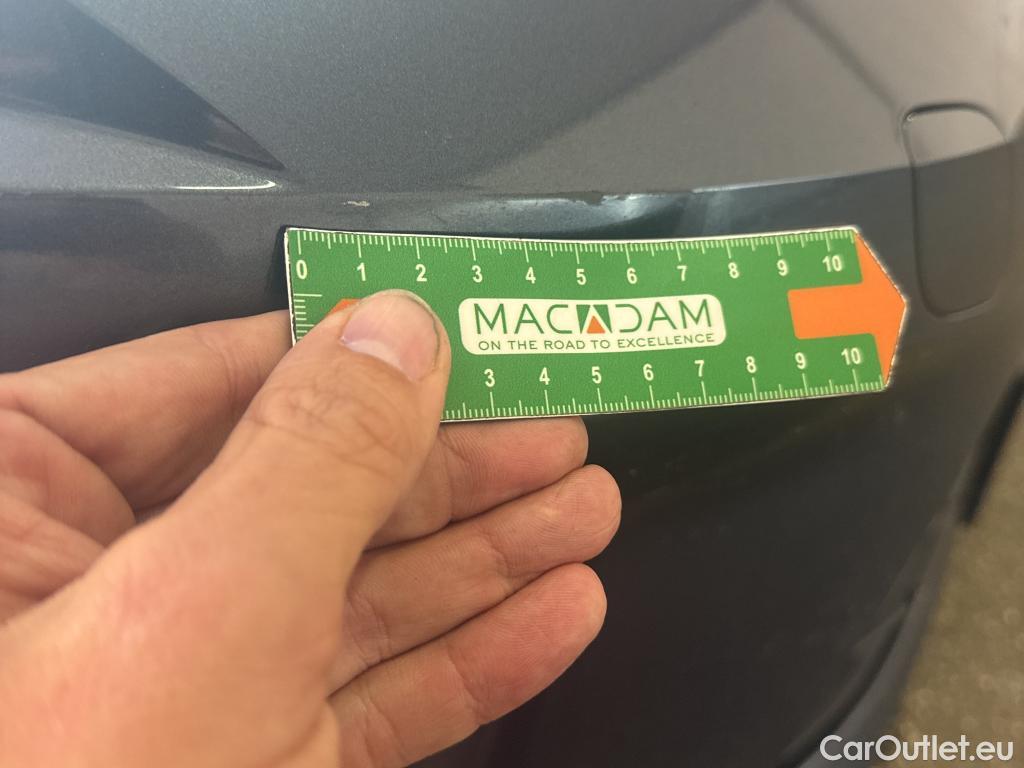 0 1 2 3 4 5 6 7 8 9 10
MACADAM
ON THE ROAD TO EXCELLENCE
3 4 5 6 7 8 9 10
CarOutlet.eu